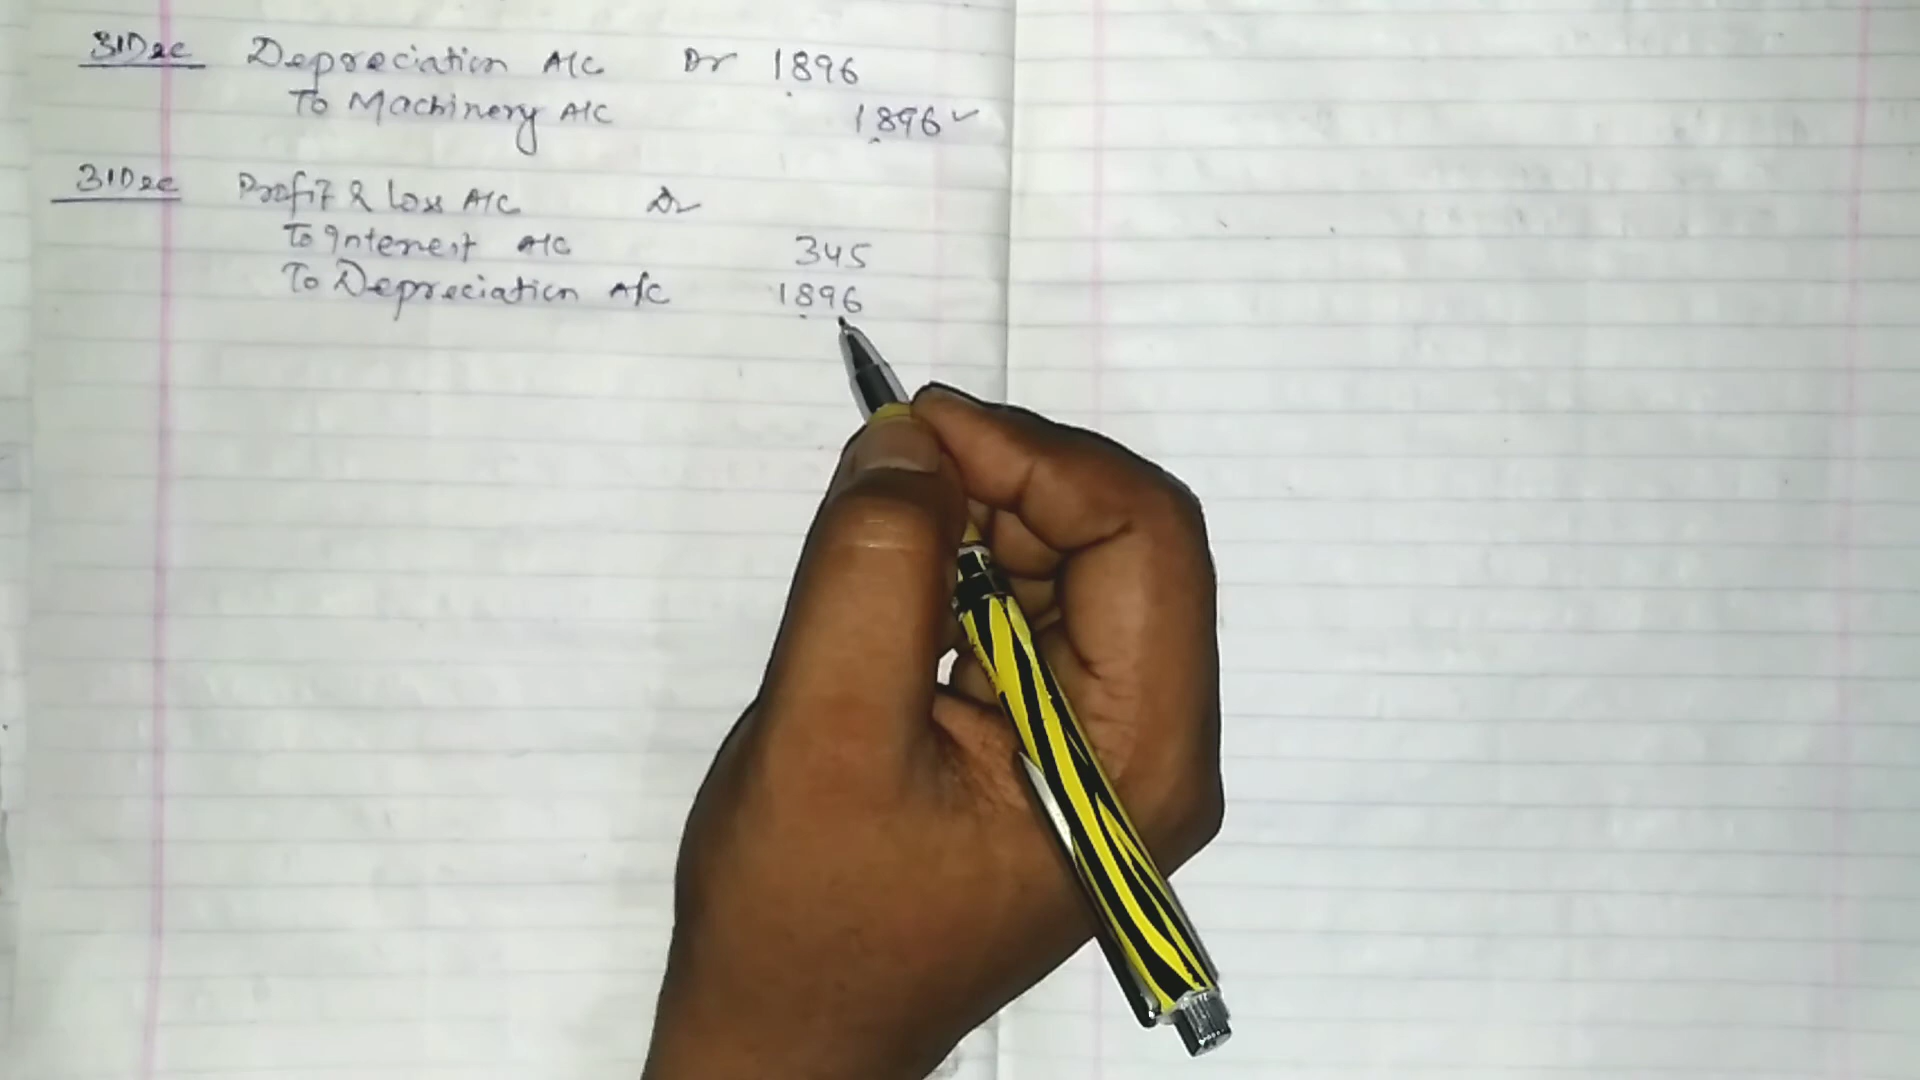 31Dec Depreciation A/C Dr 1896
To Machinery A/C 1896
31Dec Profit & Loss A/C Dr
To Interest A/C 345
To Depreciation A/C 1896